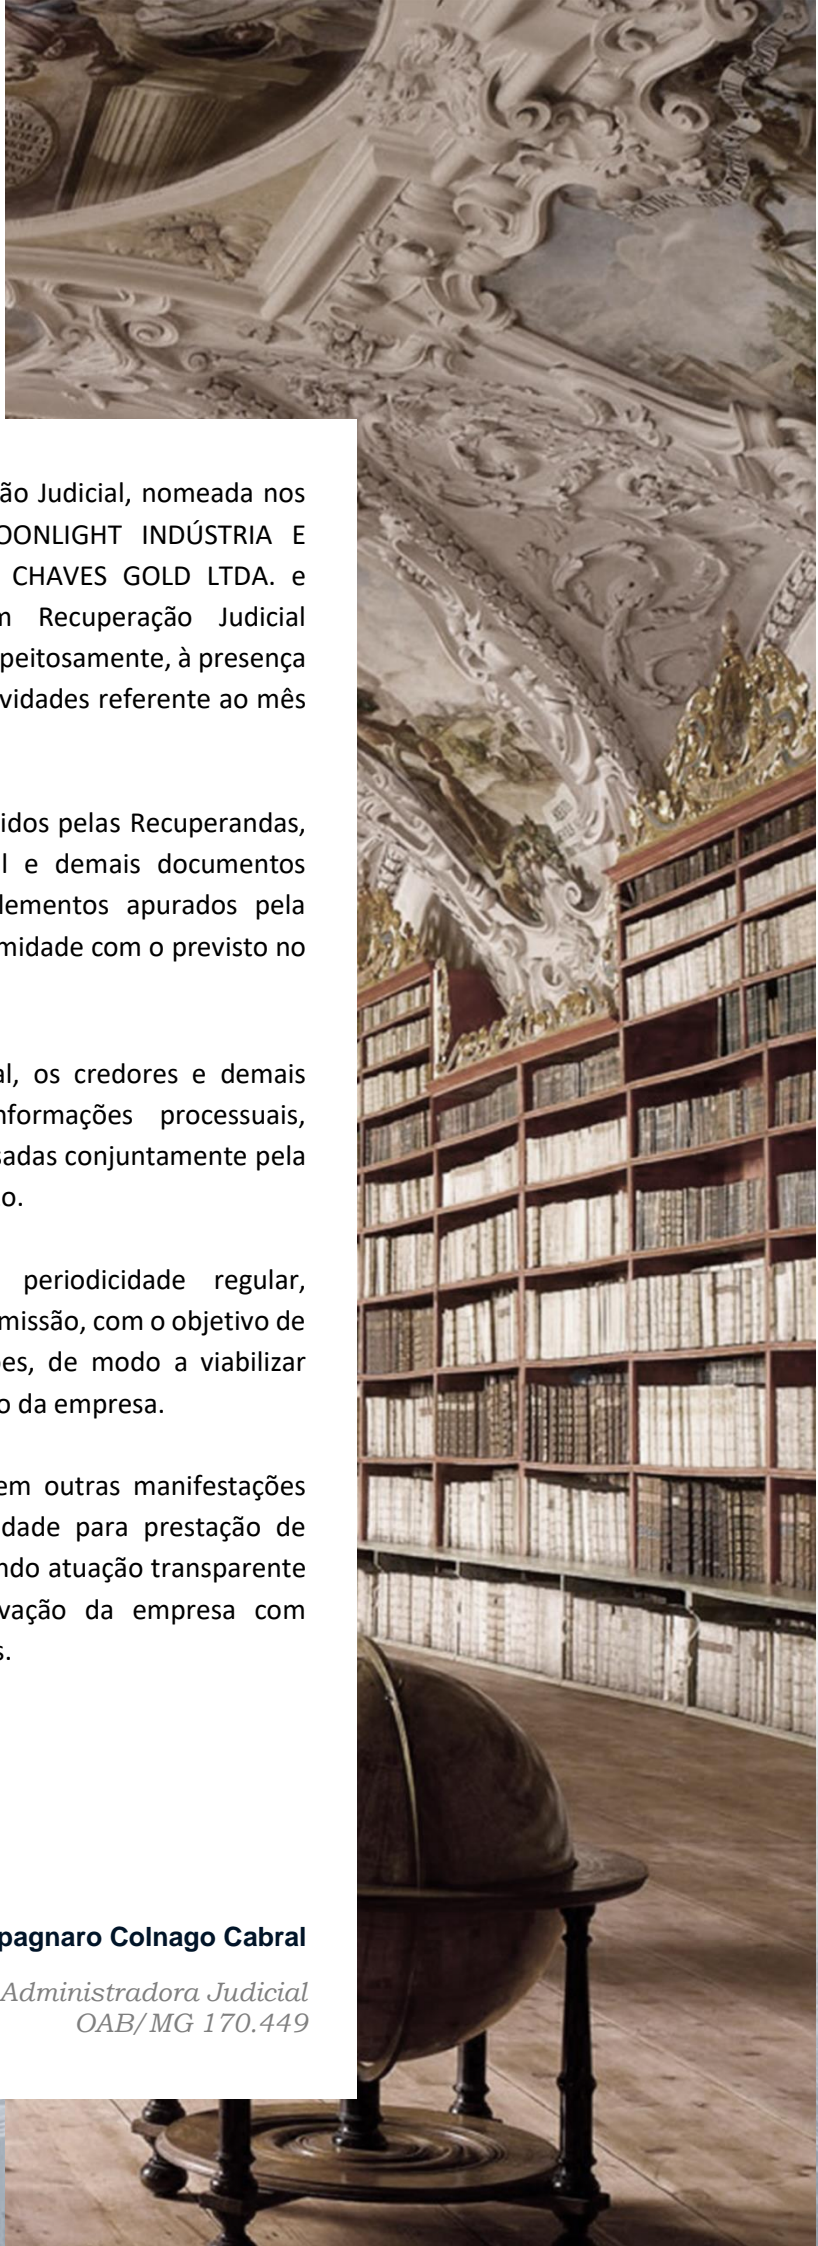 ão Judicial, nomeada nos
OONLIGHT INDÚSTRIA E
CHAVES GOLD LTDA. e
m Recuperação Judicial
peitosamente, à presença
vidades referente ao mês
idos pelas Recuperandas,
l e demais documentos
lementos apurados pela
midade com o previsto no
al, os credores e demais
nformações processuais,
sadas conjuntamente pela
o.
periodicidade regular,
missão, com o objetivo de
ões, de modo a viabilizar
o da empresa.
em outras manifestações
dade para prestação de
ndo atuação transparente
vação da empresa com
s.
pagnaro Colnago Cabral
Administradora Judicial
OAB/MG 170.449